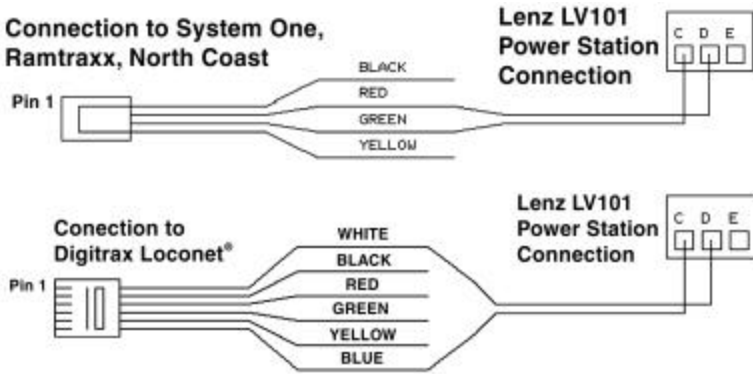 Connection to System One,
Ramtraxx, North Coast
Pin 1
BLACK
RED
GREEN
YELLOW
Lenz LV101
Power Station
Connection
C D E
Conection to
Digitrax Loconet®
Pin 1
WHITE
BLACK
RED
GREEN
YELLOW
BLUE
Lenz LV101
Power Station
Connection
C D E